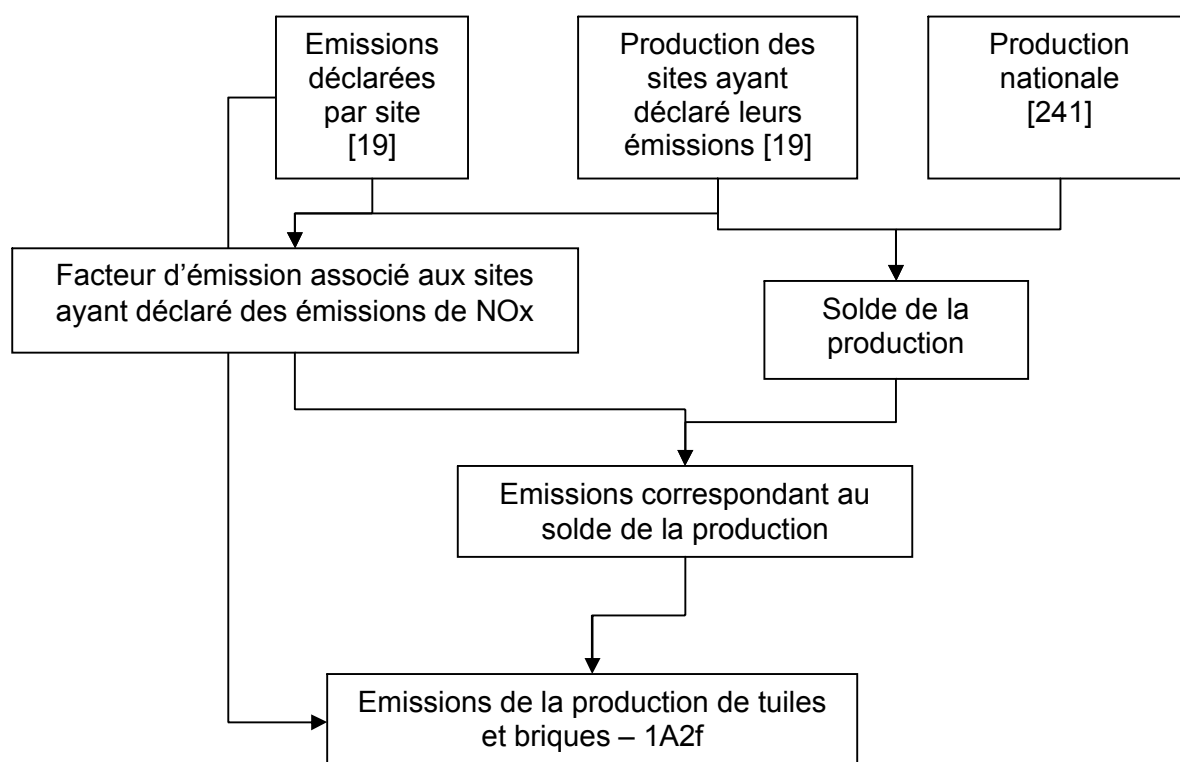 Emissions
déclarées
par site
[19]
Production des
sites ayant
déclaré leurs
émissions [19]
Production
nationale
[241]
Facteur d’émission associé aux sites
ayant déclaré des émissions de NOx
Solde de la
production
Emissions correspondant au
solde de la production
Emissions de la production de tuiles
et briques – 1A2f